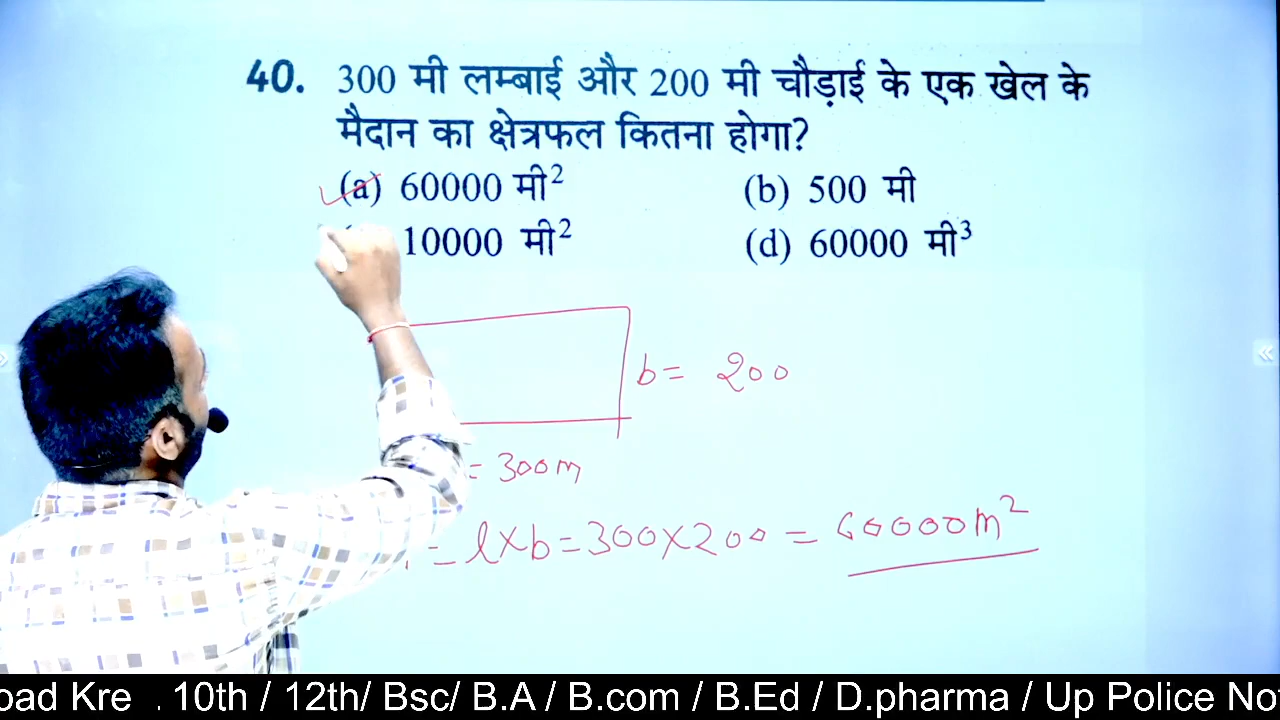 40. 300 मी लम्बाई और 200 मी चौड़ाई के एक खेल के
मैदान का क्षेत्रफल कितना होगा?
(a) 60000 मी² (b) 500 मी
10000 मी² (d) 60000 मी³
b = 200
= 300m
= l×b = 300×200 = 60000m²
oad Kre . 10th / 12th/ Bsc/ B.A / B.com / B.Ed / D.pharma / Up Police No